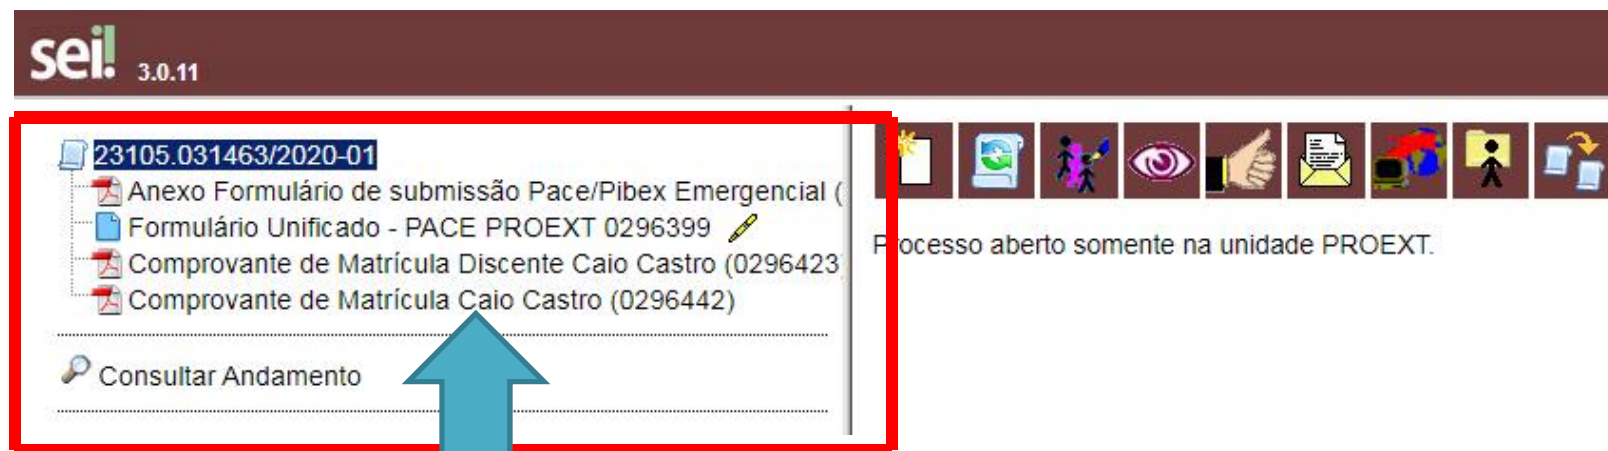 sei! 3.0.11
23105.031463/2020-01
Anexo Formulário de submissão Pace/Pibex Emergencial (
Formulário Unificado - PACE PROEXT 0296399
Comprovante de Matrícula Discente Caio Castro (0296423)
Comprovante de Matrícula Caio Castro (0296442)
Consultar Andamento
Processo aberto somente na unidade PROEXT.